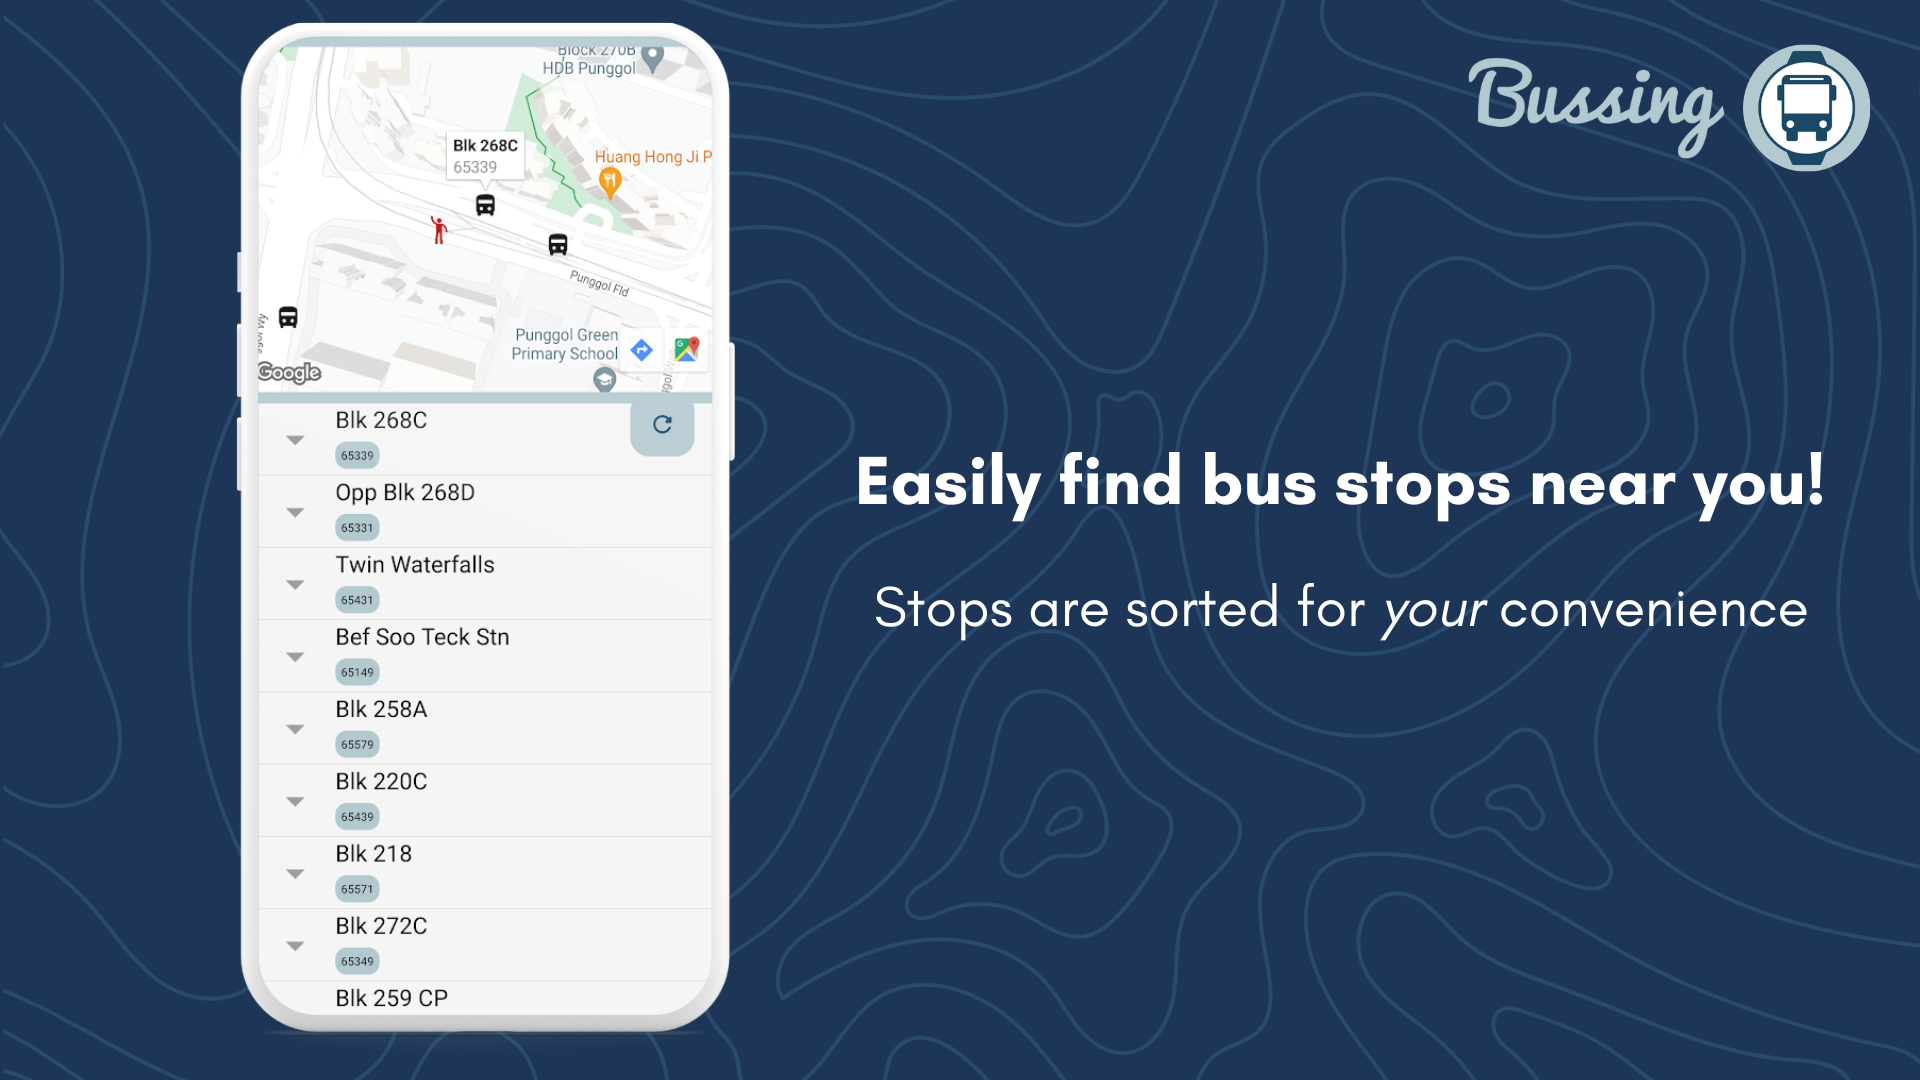 Bussing
Block 270B
HDB Punggol
Blk 268C
65339
Huang Hong Ji P
Punggol Fld
Punggol Green
Primary School
Google
Blk 268C
65339
Opp Blk 268D
65331
Twin Waterfalls
65431
Bef Soo Teck Stn
65149
Blk 258A
65579
Blk 220C
65439
Blk 218
65571
Blk 272C
65349
Blk 259 CP
Easily find bus stops near you!
Stops are sorted for your convenience